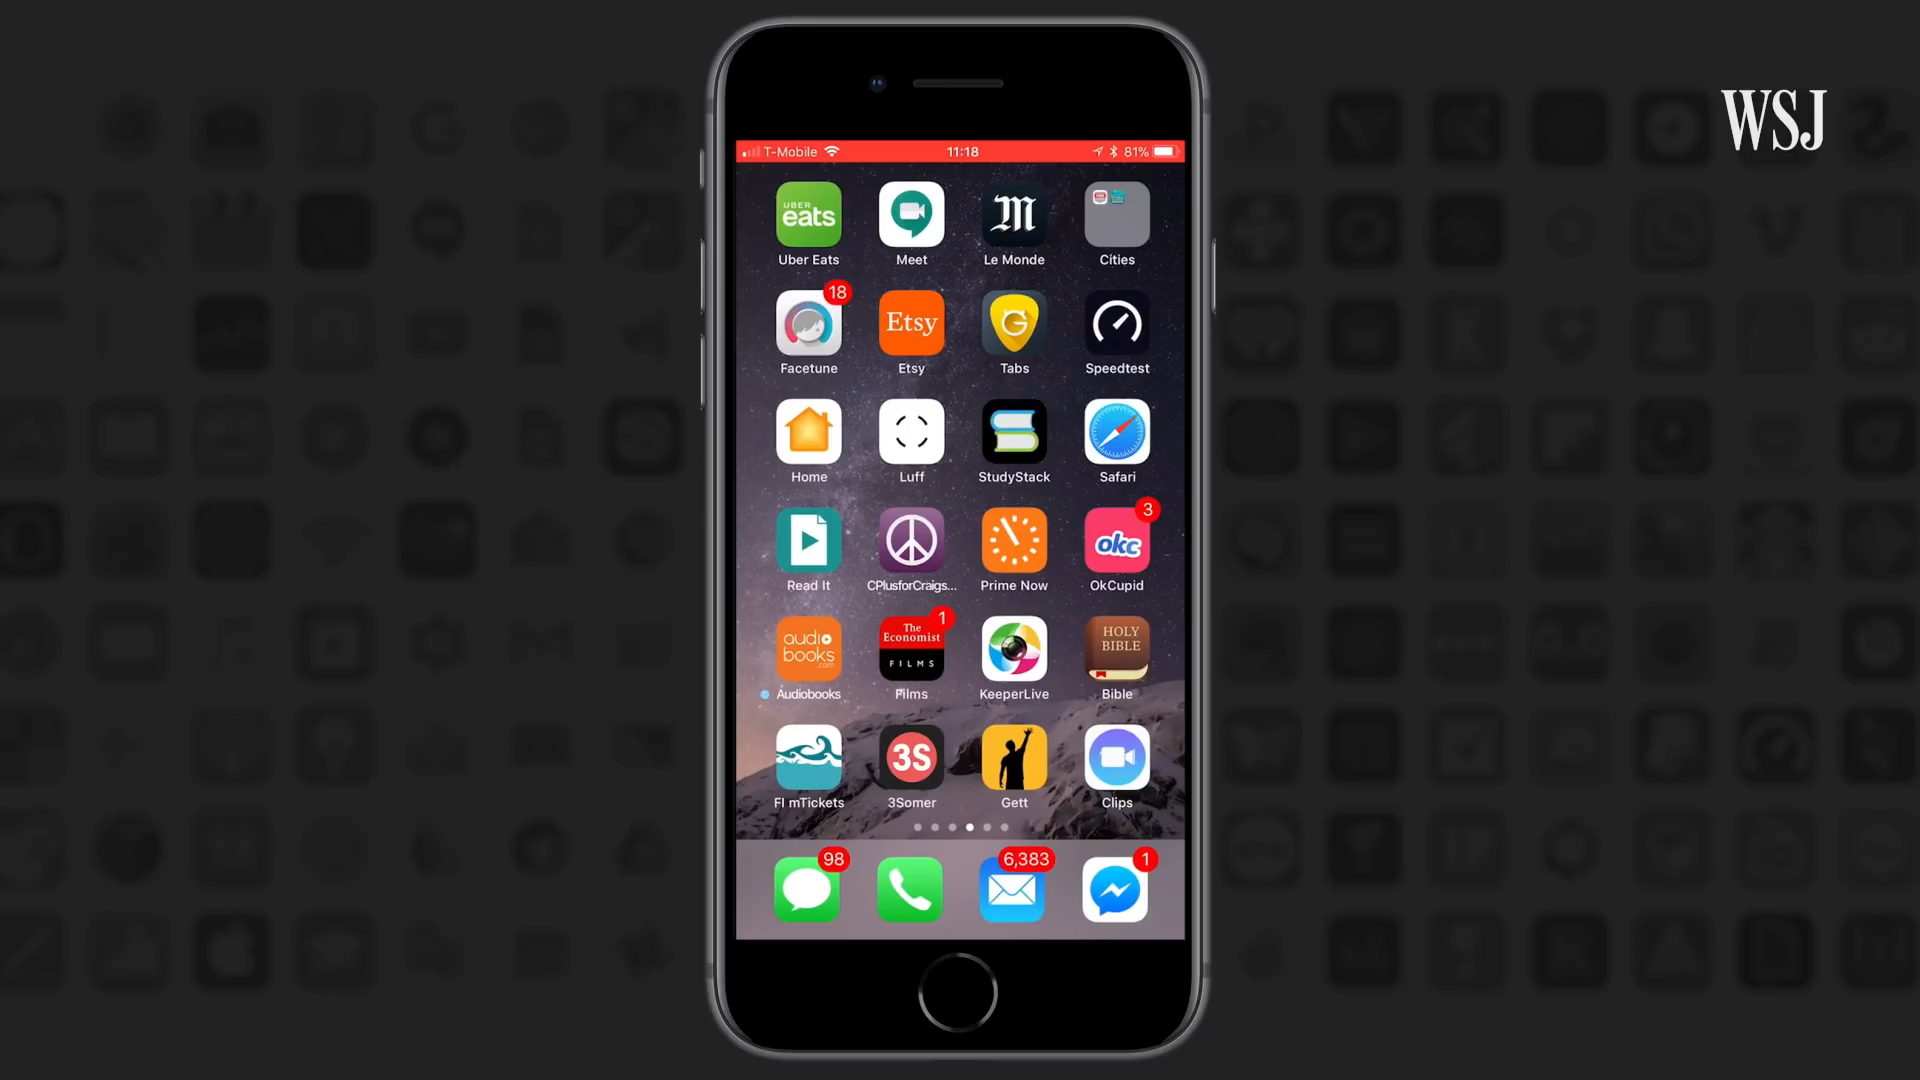 WSJ
T-Mobile 11:18 81%
UBER
eats
Uber Eats Meet Le Monde Cities
18
Etsy
Facetune Etsy Tabs Speedtest
Home Luff StudyStack Safari
3
okc
Read It CPlusforCraigs... Prime Now OkCupid
1
audio
books
.com
The
Economist
FILMS
HOLY
BIBLE
Audiobooks Films KeeperLive Bible
3S
Fl mTickets 3Somer Gett Clips
98 6,383 1